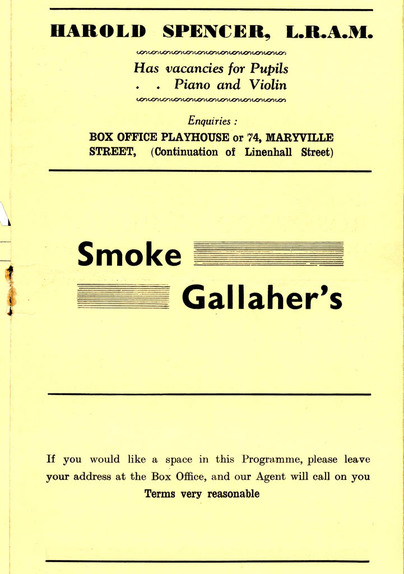 HAROLD SPENCER, L.R.A.M.
Has vacancies for Pupils
. . Piano and Violin
Enquiries :
BOX OFFICE PLAYHOUSE or 74, MARYVILLE
STREET, (Continuation of Linenhall Street)
Smoke
Gallaher's
If you would like a space in this Programme, please leave
your address at the Box Office, and our Agent will call on you
Terms very reasonable